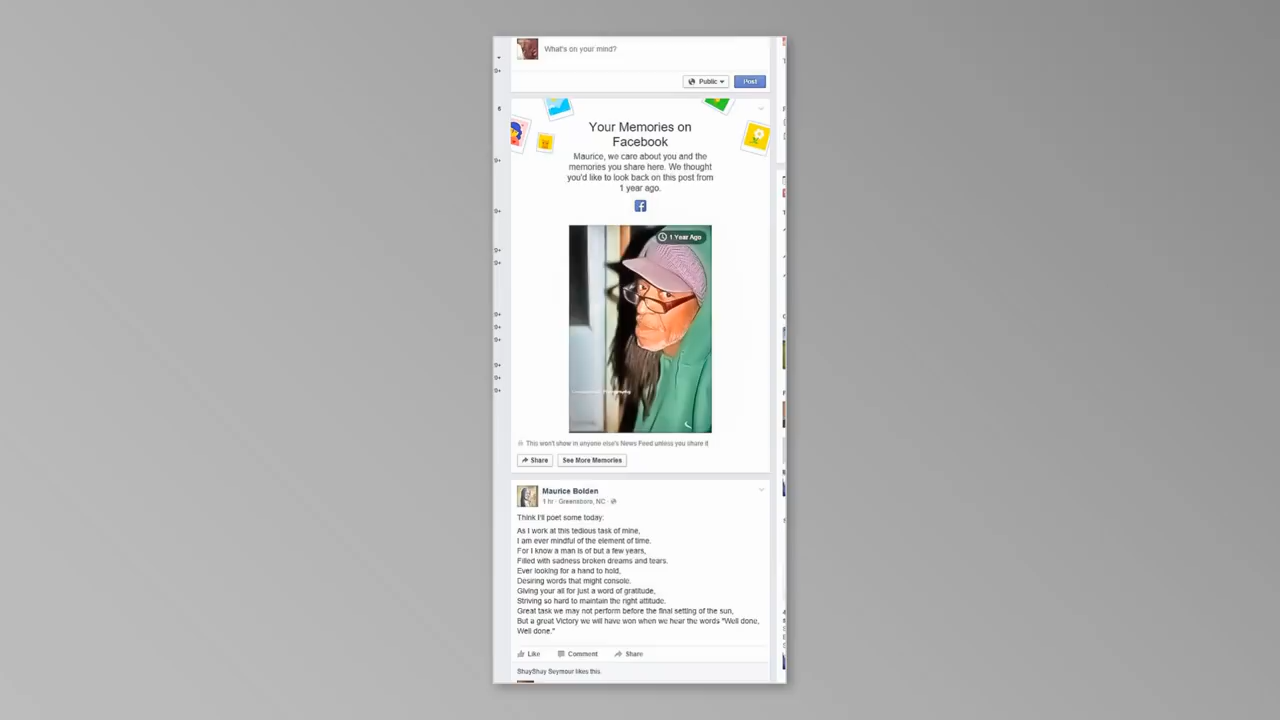 What's on your mind?
Public
Post
Your Memories on
Facebook
Maurice, we care about you and the
memories you share here. We thought
you'd like to look back on this post from
1 year ago.
1 Year Ago
This won't show in anyone else's News Feed unless you share it
Share
See More Memories
Maurice Bolden
1 hr · Greensboro, NC ·
Think I'll poet some today:
As I work at this tedious task of mine,
I am ever mindful of the element of time.
For I know a man is of but a few years,
Filled with sadness broken dreams and tears.
Ever looking for a hand to hold,
Desiring words that might console.
Giving your all for just a word of gratitude,
Striving so hard to maintain the right attitude.
Great task we may not perform before the final setting of the sun,
But a great Victory we will have won when we hear the words "Well done,
Well done."
Like Comment Share
ShayShay Seymour likes this.